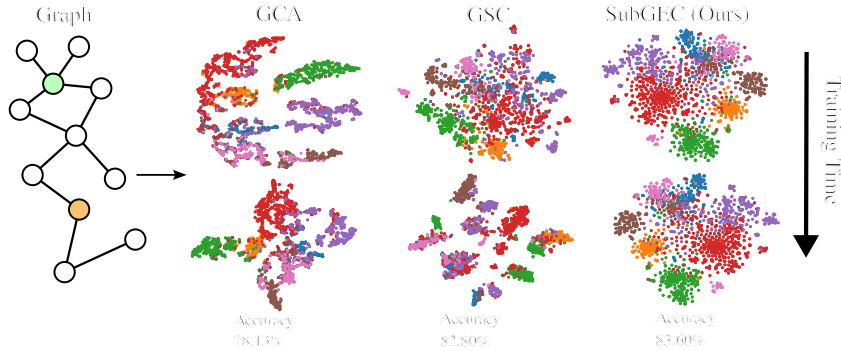 Graph
GCA
GSC
SubGEC (Ours)
Training Time
Accuracy
78.13%
Accuracy
82.80%
Accuracy
83.60%